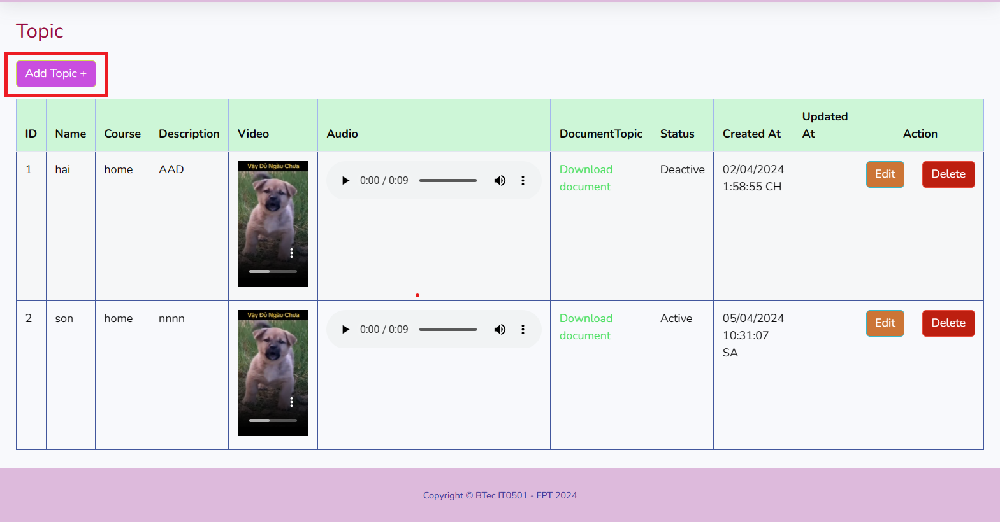 Topic
Add Topic +
ID Name Course Description Video Audio DocumentTopic Status Created At Updated At Action
1 hai home AAD Vậy Đủ Ngầu Chưa 0:00 / 0:09 Download document Deactive 02/04/2024 1:58:55 CH Edit Delete
2 son home nnnn Vậy Đủ Ngầu Chưa 0:00 / 0:09 Download document Active 05/04/2024 10:31:07 SA Edit Delete
Copyright © BTec IT0501 - FPT 2024